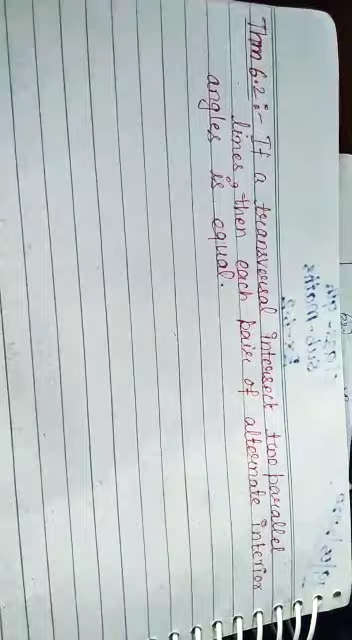 Thm 6.2 :- If a transversal intersect two parallel
lines, then each pair of alternate interior
angles is equal.